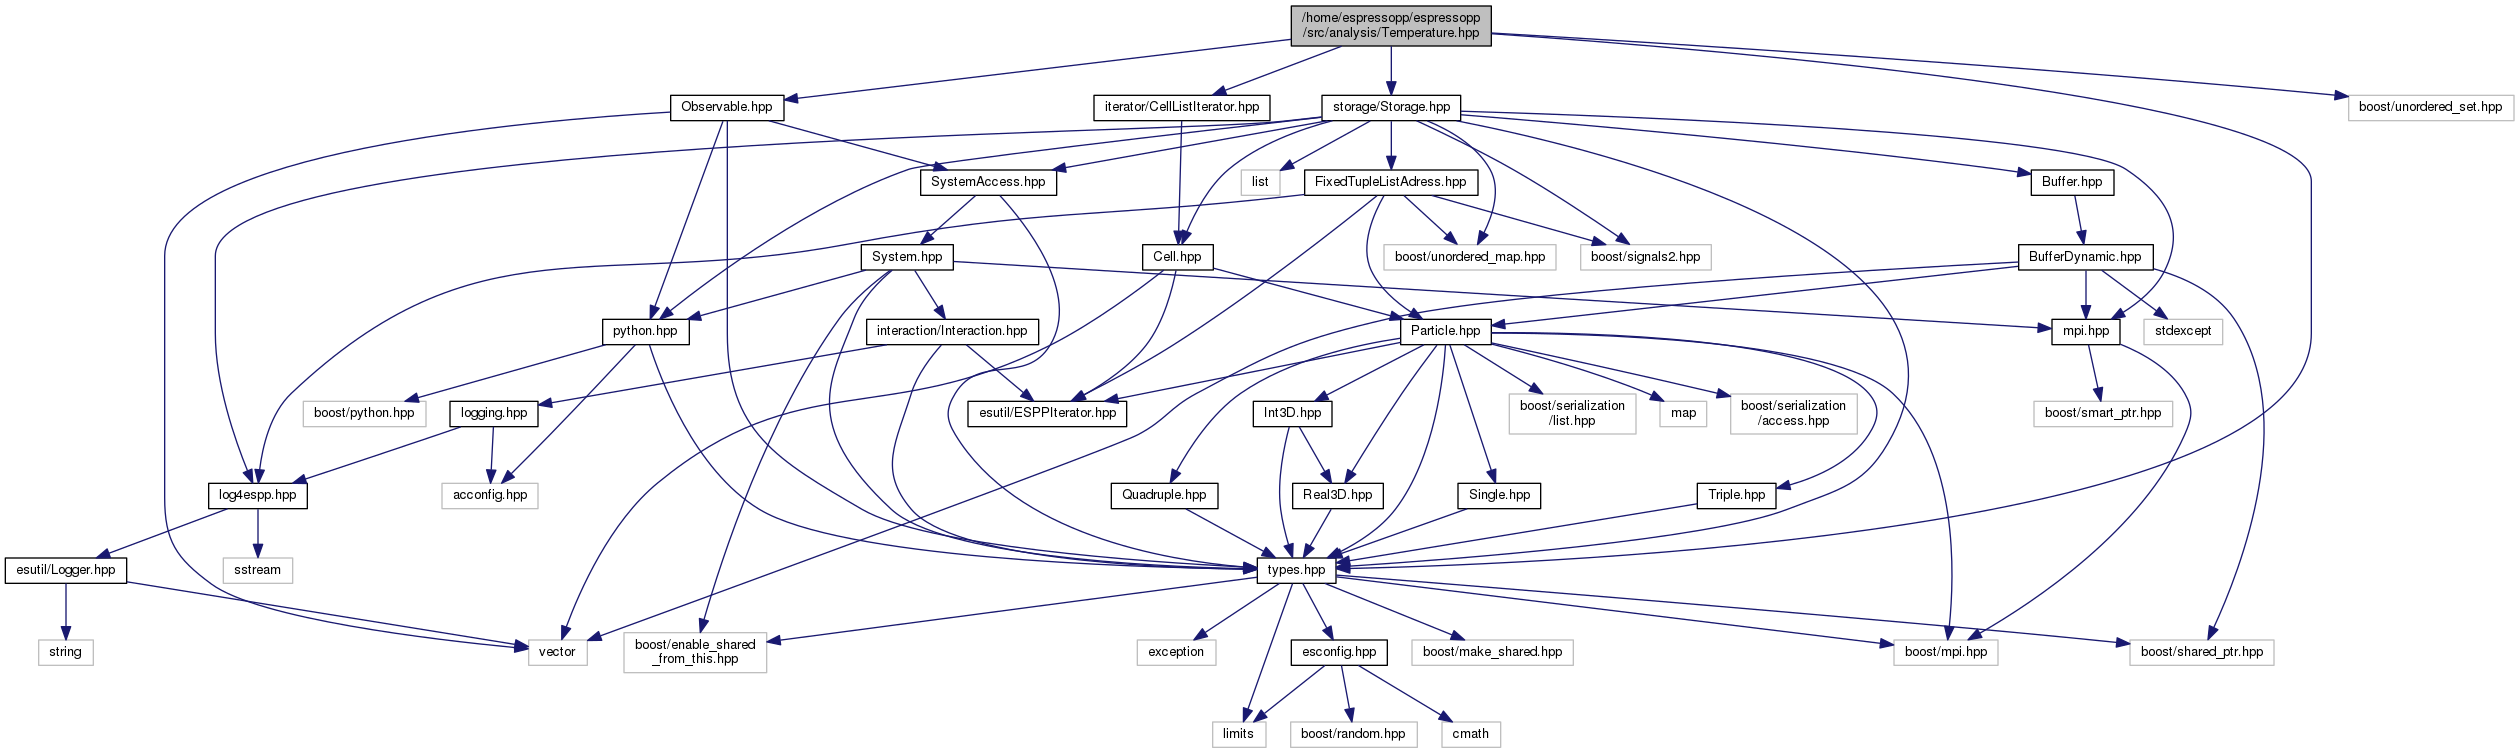 /home/espressopp/espressopp
/src/analysis/Temperature.hpp
Observable.hpp
iterator/CellListIterator.hpp
storage/Storage.hpp
boost/unordered_set.hpp
SystemAccess.hpp
list
FixedTupleListAdress.hpp
Buffer.hpp
System.hpp
Cell.hpp
boost/unordered_map.hpp
boost/signals2.hpp
BufferDynamic.hpp
python.hpp
interaction/Interaction.hpp
Particle.hpp
mpi.hpp
stdexcept
boost/python.hpp
logging.hpp
esutil/ESPPIterator.hpp
Int3D.hpp
boost/serialization
/list.hpp
map
boost/serialization
/access.hpp
boost/smart_ptr.hpp
log4espp.hpp
acconfig.hpp
Quadruple.hpp
Real3D.hpp
Single.hpp
Triple.hpp
esutil/Logger.hpp
sstream
types.hpp
string
vector
boost/enable_shared
_from_this.hpp
exception
esconfig.hpp
boost/make_shared.hpp
boost/mpi.hpp
boost/shared_ptr.hpp
limits
boost/random.hpp
cmath